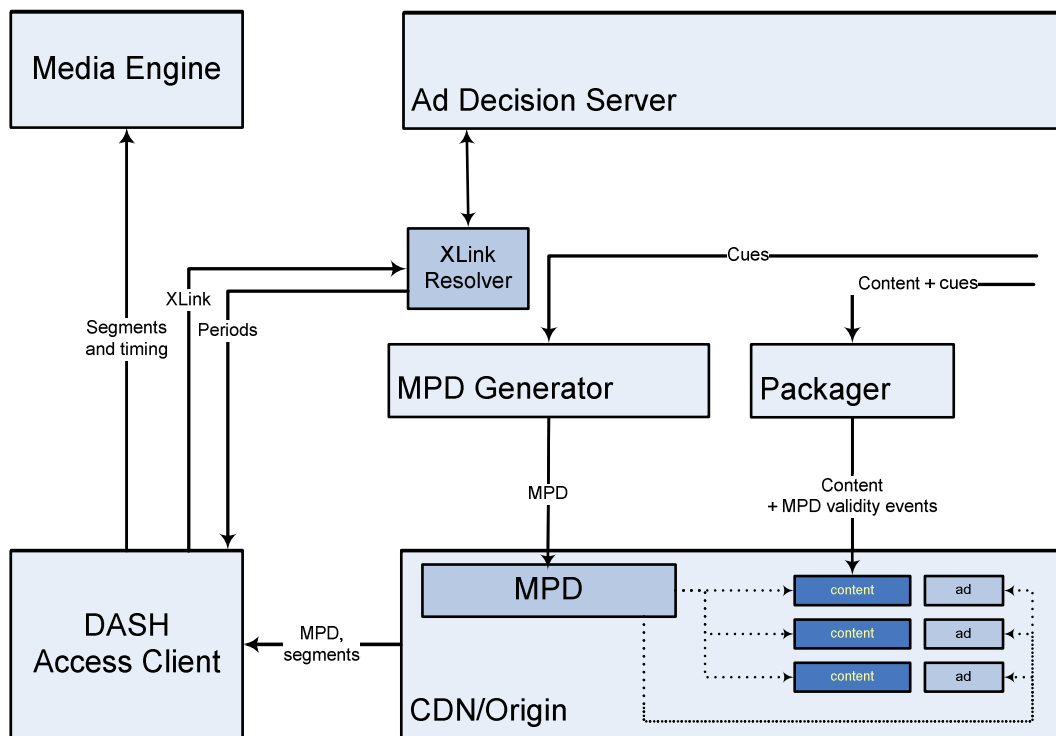 Media Engine
Ad Decision Server
XLink
Resolver
Cues
Content + cues
XLink
Periods
Segments
and timing
MPD Generator
Packager
MPD
Content
+ MPD validity events
DASH
Access Client
MPD,
segments
MPD
content
ad
content
ad
content
ad
CDN/Origin